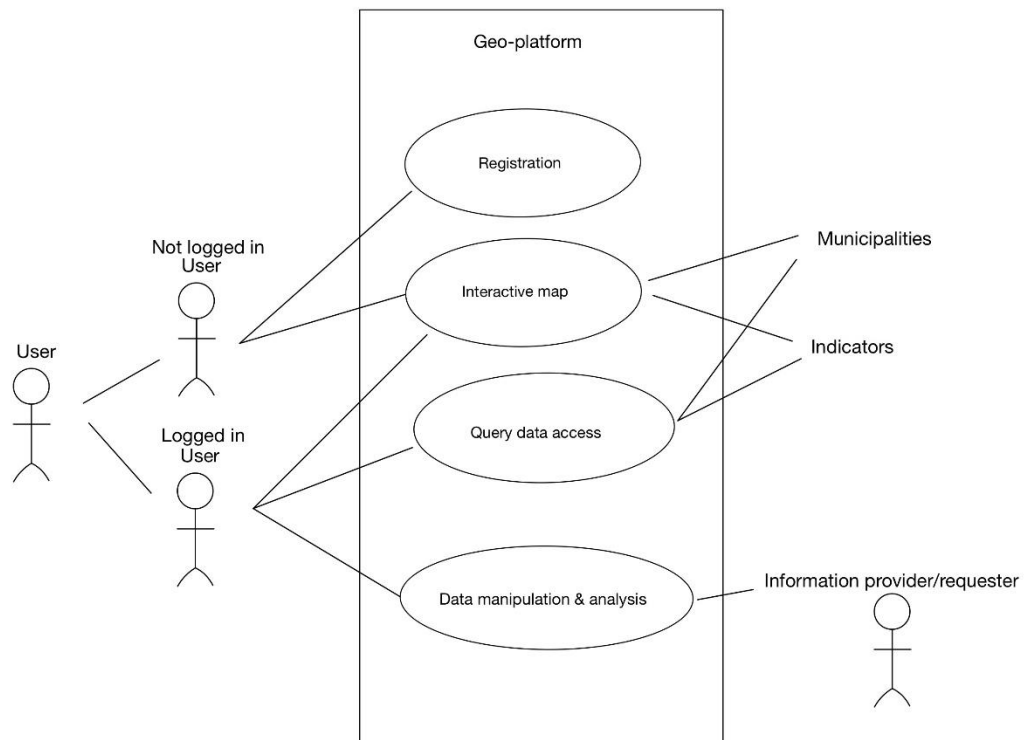 Geo-platform
Registration
Not logged in
User
Municipalities
Interactive map
Indicators
User
Query data access
Logged in
User
Information provider/requester
Data manipulation & analysis